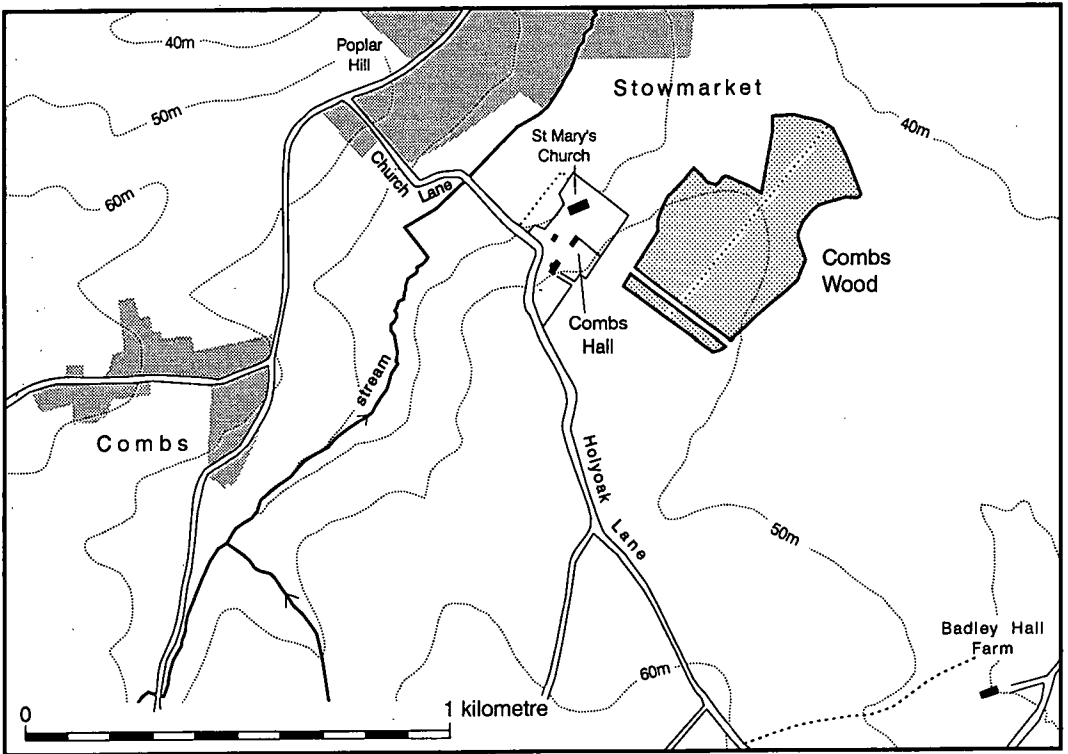 40m
Poplar
Hill
50m
Stowmarket
40m
St Mary's
Church
Church Lane
60m
Combs
Wood
Combs
Hall
stream
Combs
Holyoak Lane
50m
Badley Hall
Farm
60m
0
1 kilometre